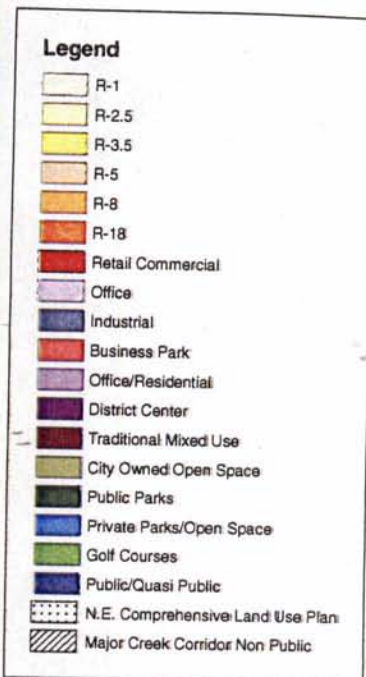 Legend
R-1
R-2.5
R-3.5
R-5
R-8
R-18
Retail Commercial
Office
Industrial
Business Park
Office/Residential
District Center
Traditional Mixed Use
City Owned Open Space
Public Parks
Private Parks/Open Space
Golf Courses
Public/Quasi Public
N.E. Comprehensive Land Use Plan
Major Creek Corridor Non Public